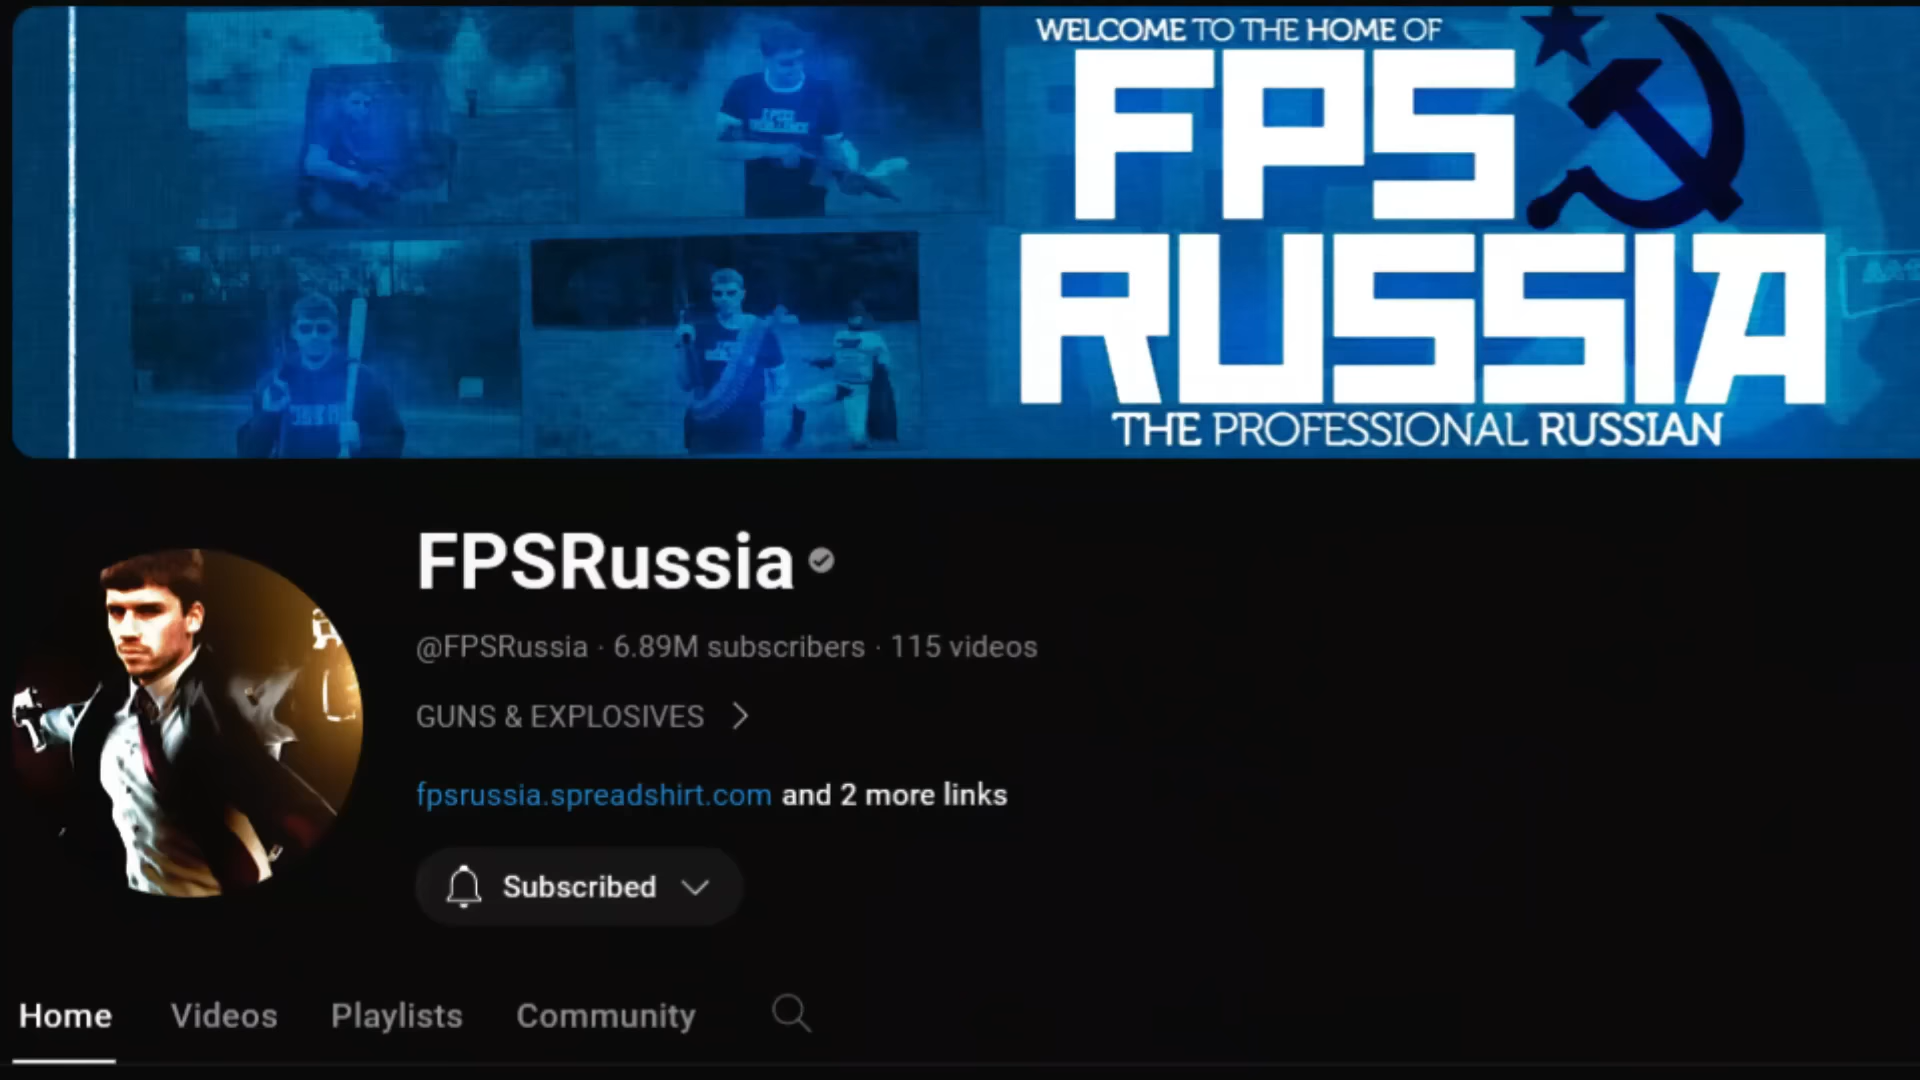 WELCOME TO THE HOME OF
FPS
RUSSIA
THE PROFESSIONAL RUSSIAN
FPSRussia
@FPSRussia · 6.89M subscribers · 115 videos
GUNS & EXPLOSIVES
fpsrussia.spreadshirt.com and 2 more links
Subscribed
Home Videos Playlists Community